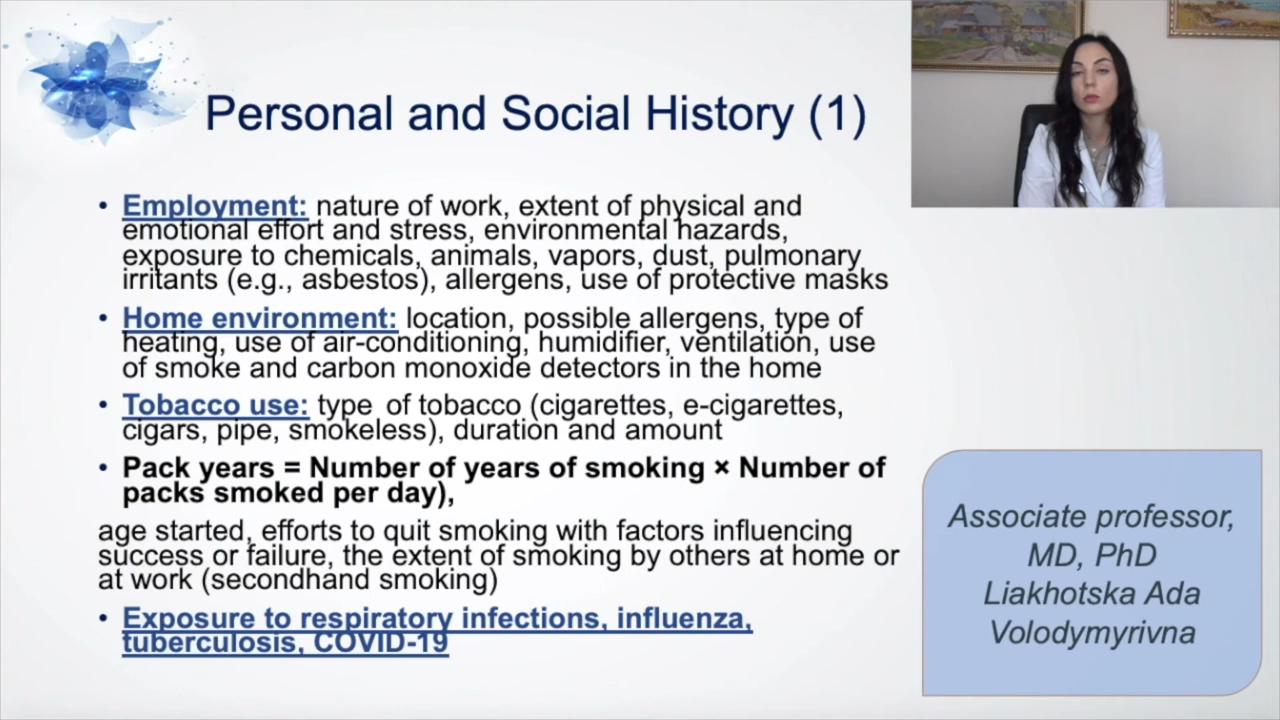 Personal and Social History (1)
• Employment: nature of work, extent of physical and
emotional effort and stress, environmental hazards,
exposure to chemicals, animals, vapors, dust, pulmonary
irritants (e.g., asbestos), allergens, use of protective masks
• Home environment: location, possible allergens, type of
heating, use of air-conditioning, humidifier, ventilation, use
of smoke and carbon monoxide detectors in the home
• Tobacco use: type of tobacco (cigarettes, e-cigarettes,
cigars, pipe, smokeless), duration and amount
• Pack years = Number of years of smoking × Number of
packs smoked per day),
age started, efforts to quit smoking with factors influencing
success or failure, the extent of smoking by others at home or
at work (secondhand smoking)
• Exposure to respiratory infections, influenza,
tuberculosis, COVID-19
Associate professor,
MD, PhD
Liakhotska Ada
Volodymyrivna